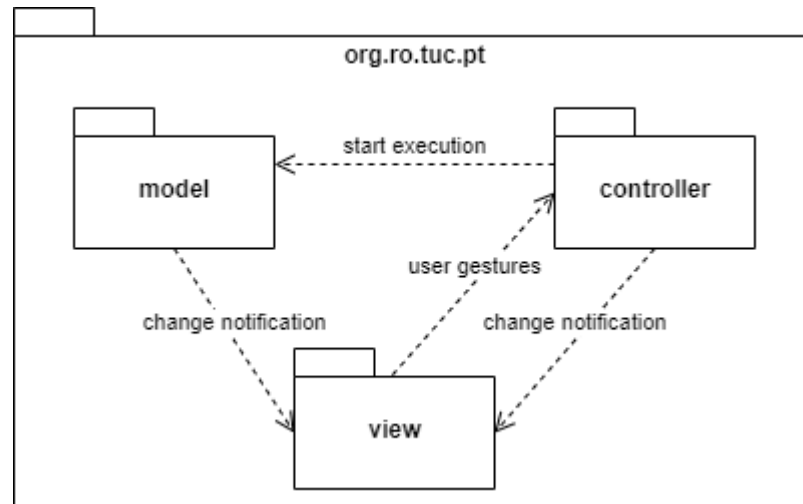 org.ro.tuc.pt
start execution
model
controller
user gestures
change notification
change notification
view